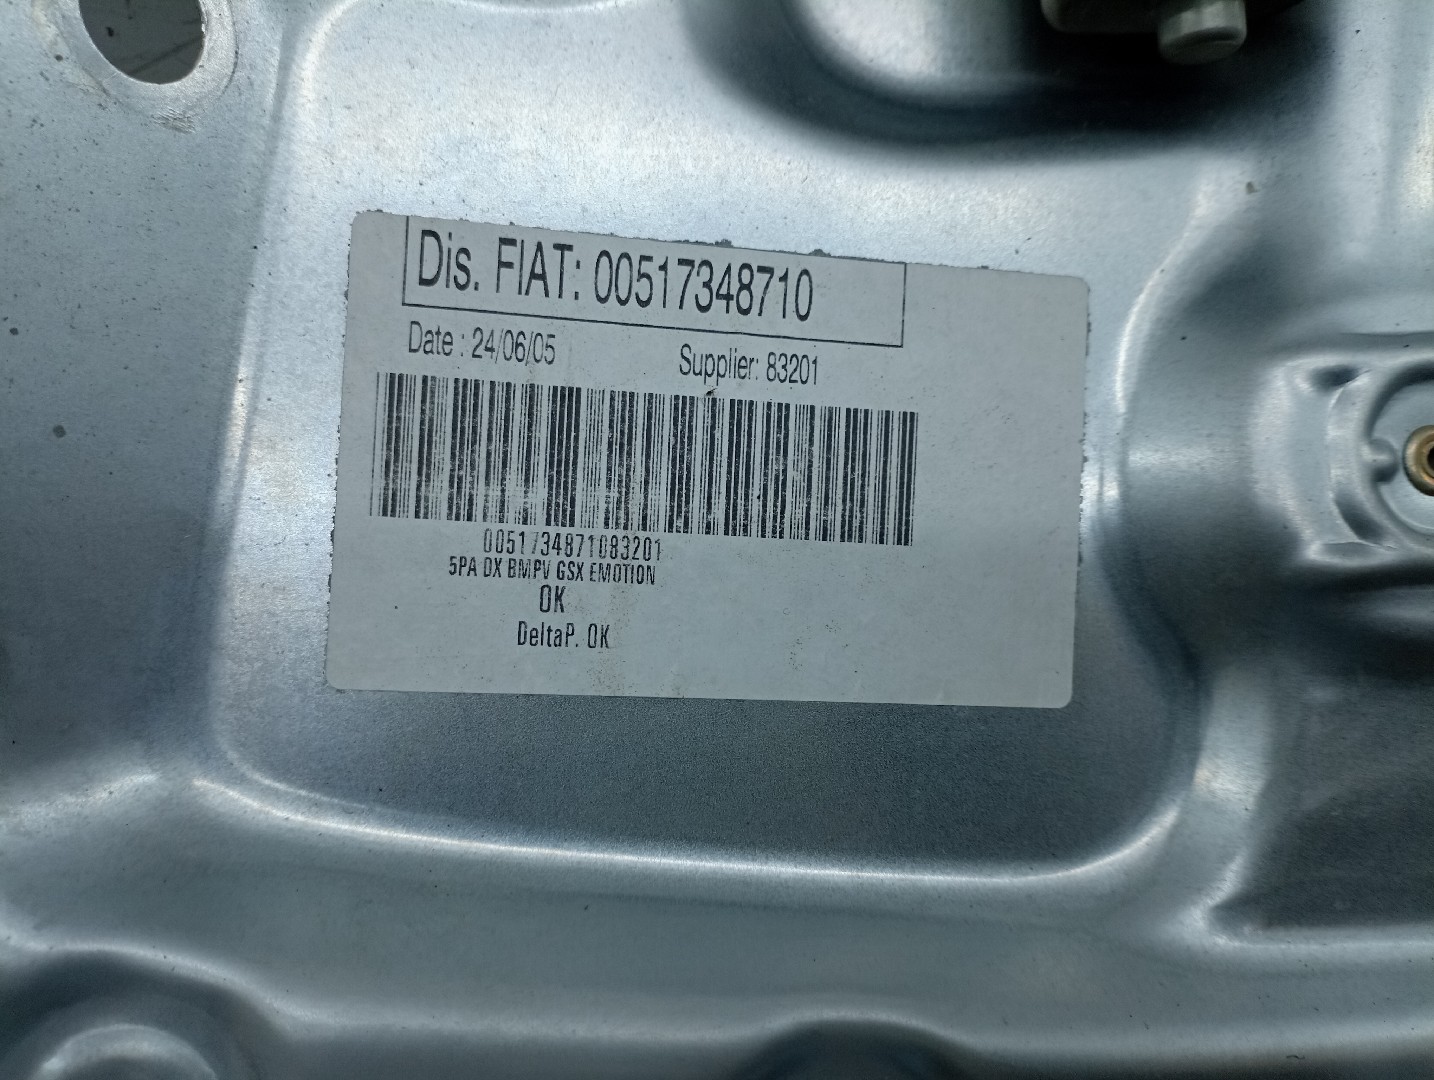 Dis. FIAT: 00517348710
Date : 24/06/05 Supplier: 83201
0051734871083201
5PA DX BMPV GSX EMOTION
OK
DeltaP. OK